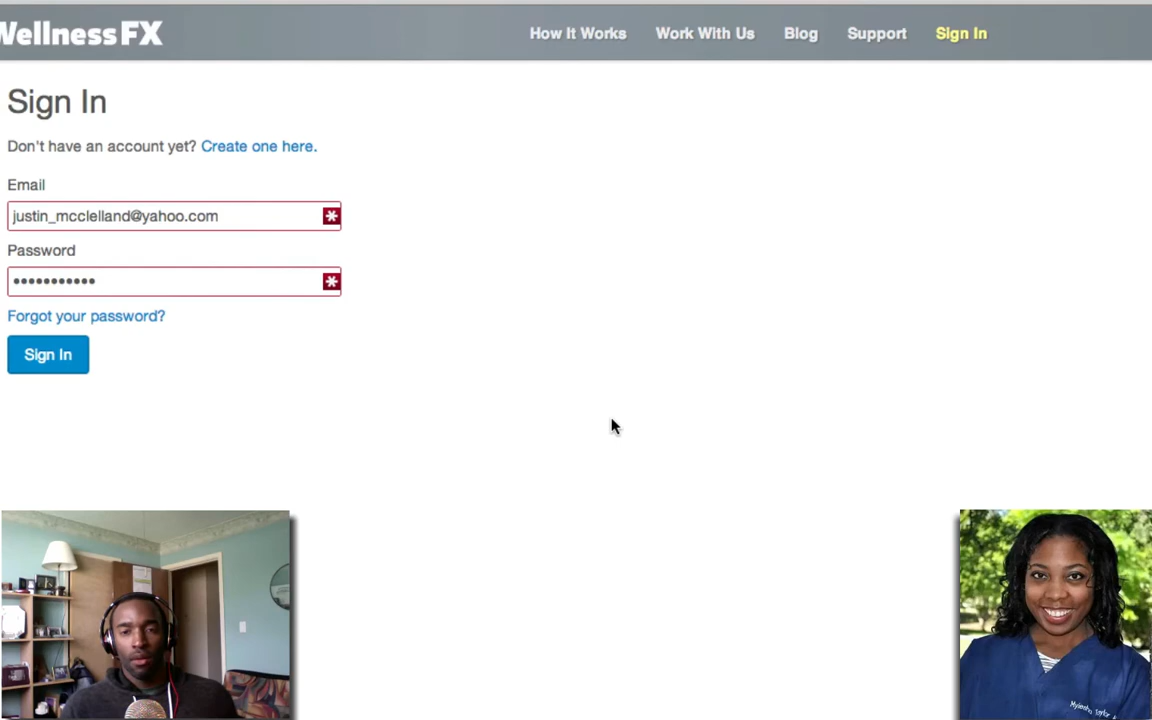 WellnessFX
How It Works
Work With Us
Blog
Support
Sign In
Sign In
Don't have an account yet? Create one here.
Email
justin_mcclelland@yahoo.com
Password
•••••••••••
Forgot your password?
Sign In